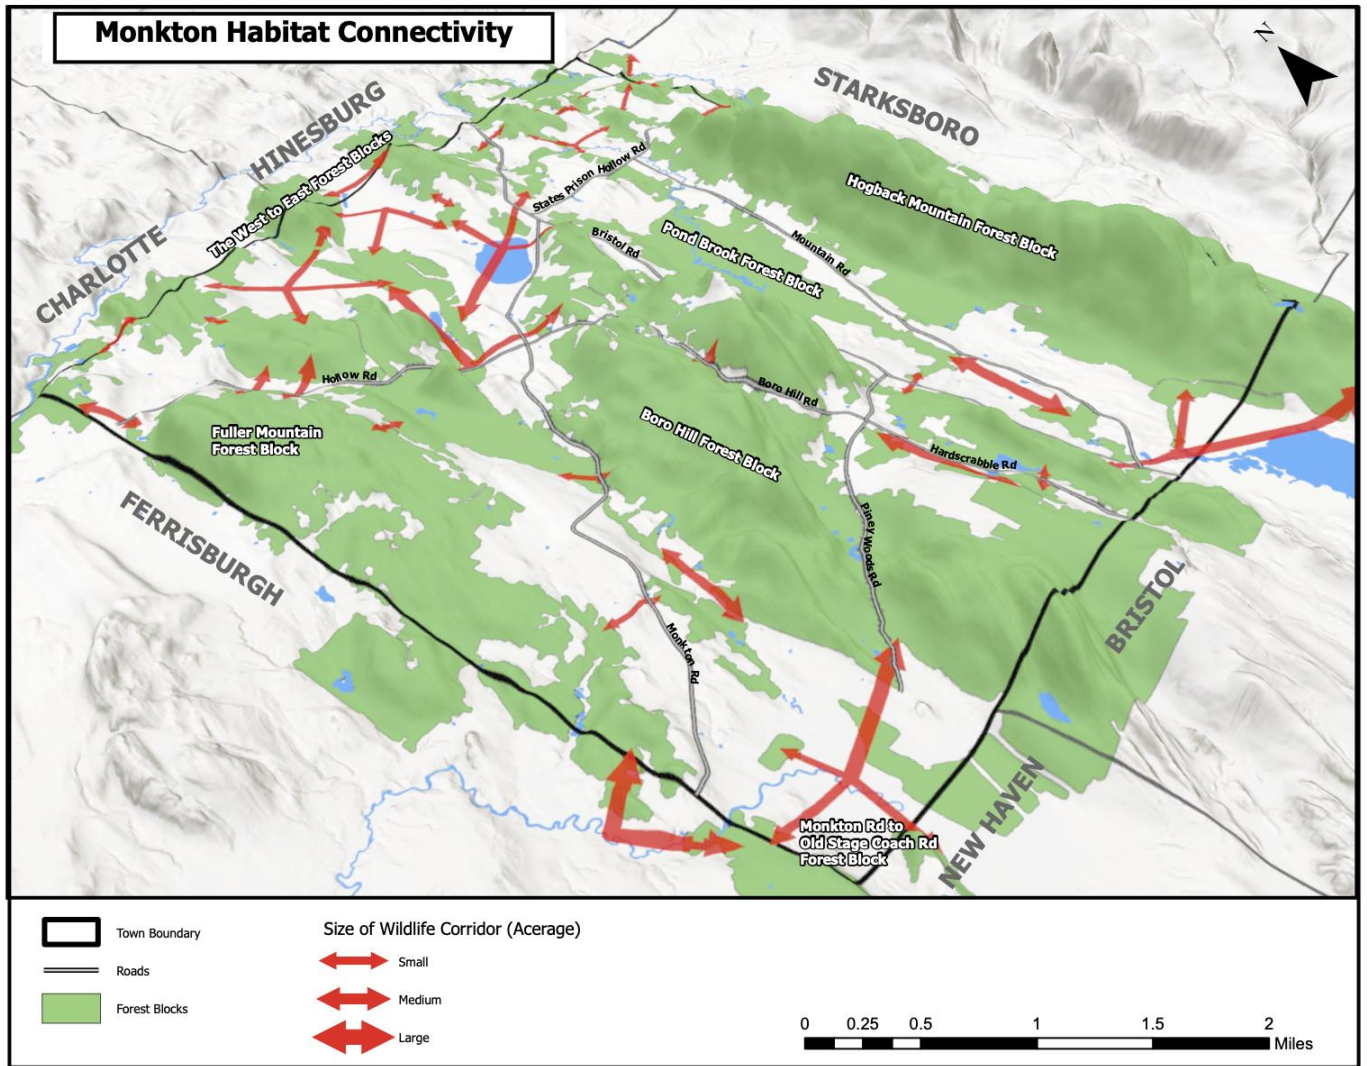 Monkton Habitat Connectivity
N
STARKSBORO
HINESBURG
CHARLOTTE
The West to East Forest Blocks
States Prison Hollow Rd
Hogback Mountain Forest Block
Bristol Rd
Pond Brook Forest Block
Mountain Rd
Hollow Rd
Boro Hill Rd
Fuller Mountain
Forest Block
Boro Hill Forest Block
Hardscrabble Rd
FERRISBURGH
Piney Woods Rd
BRISTOL
Monkton Rd
NEW HAVEN
Monkton Rd to
Old Stage Coach Rd
Forest Block
Town Boundary
Roads
Forest Blocks
Size of Wildlife Corridor (Acerage)
Small
Medium
Large
0 0.25 0.5 1 1.5 2
Miles